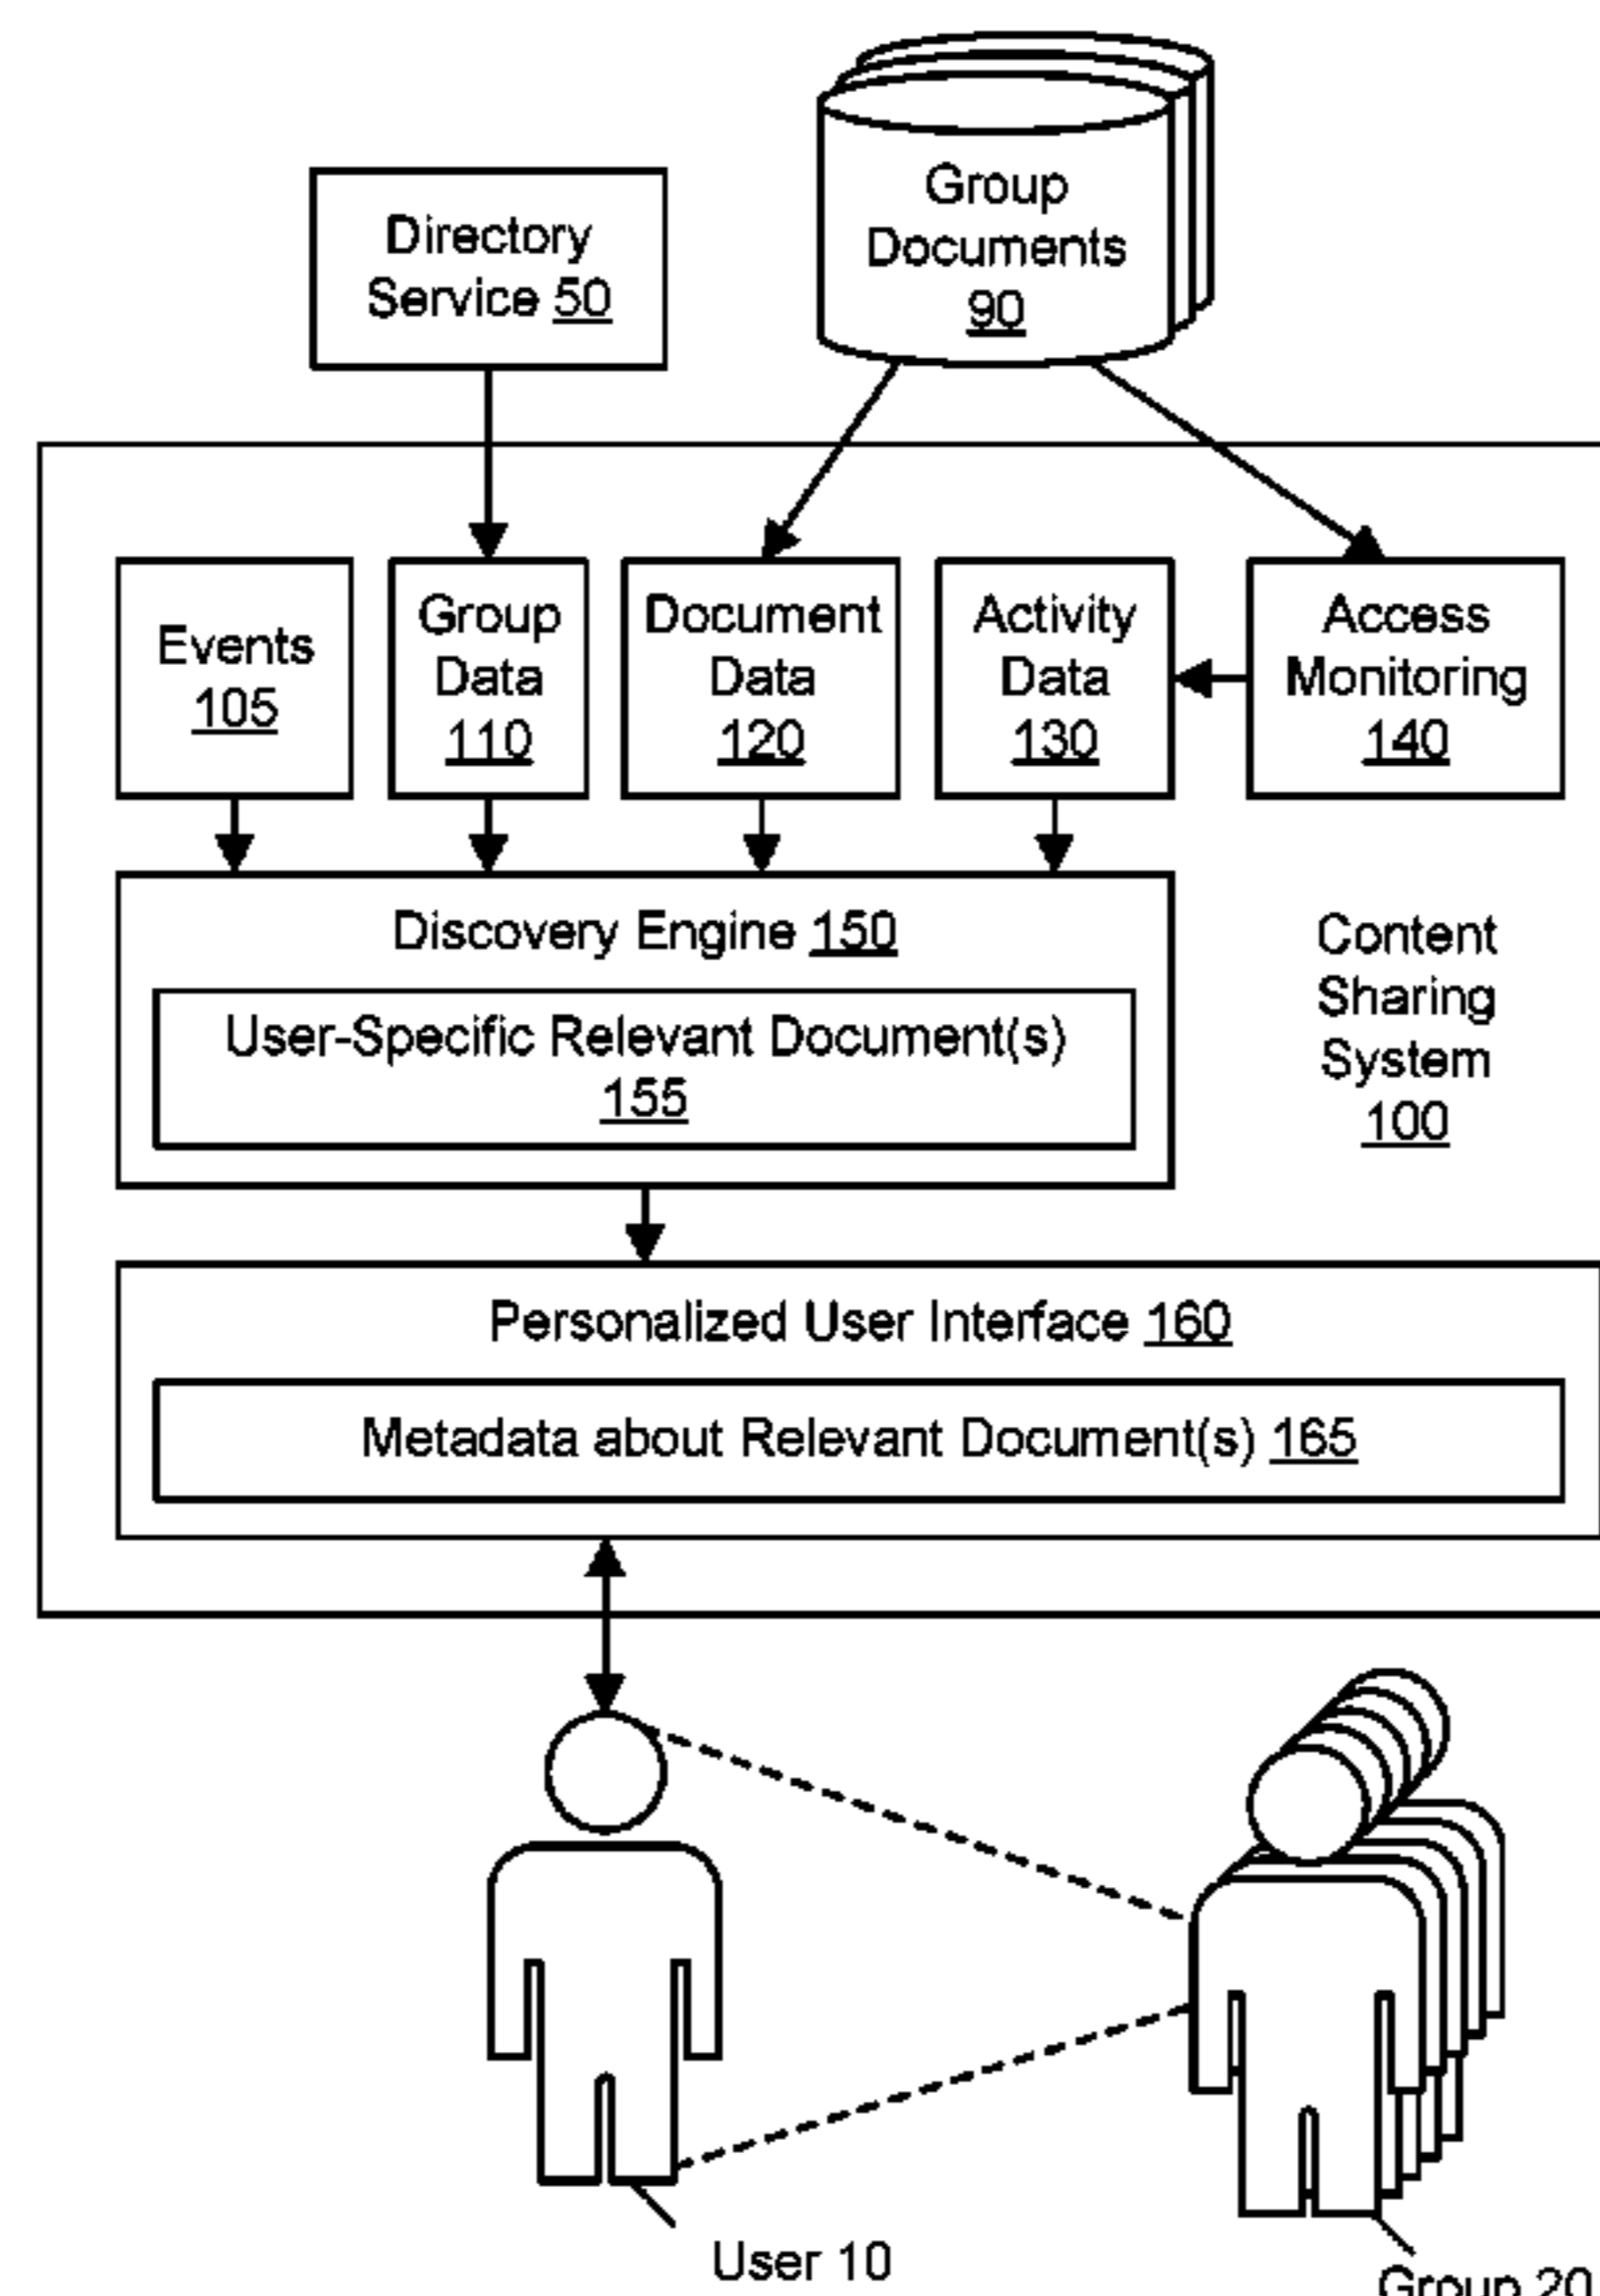 Group
Documents
90
Directory
Service 50
Events
105
Group
Data
110
Document
Data
120
Activity
Data
130
Access
Monitoring
140
Discovery Engine 150
User-Specific Relevant Document(s)
155
Content
Sharing
System
100
Personalized User Interface 160
Metadata about Relevant Document(s) 165
User 10
Group 20